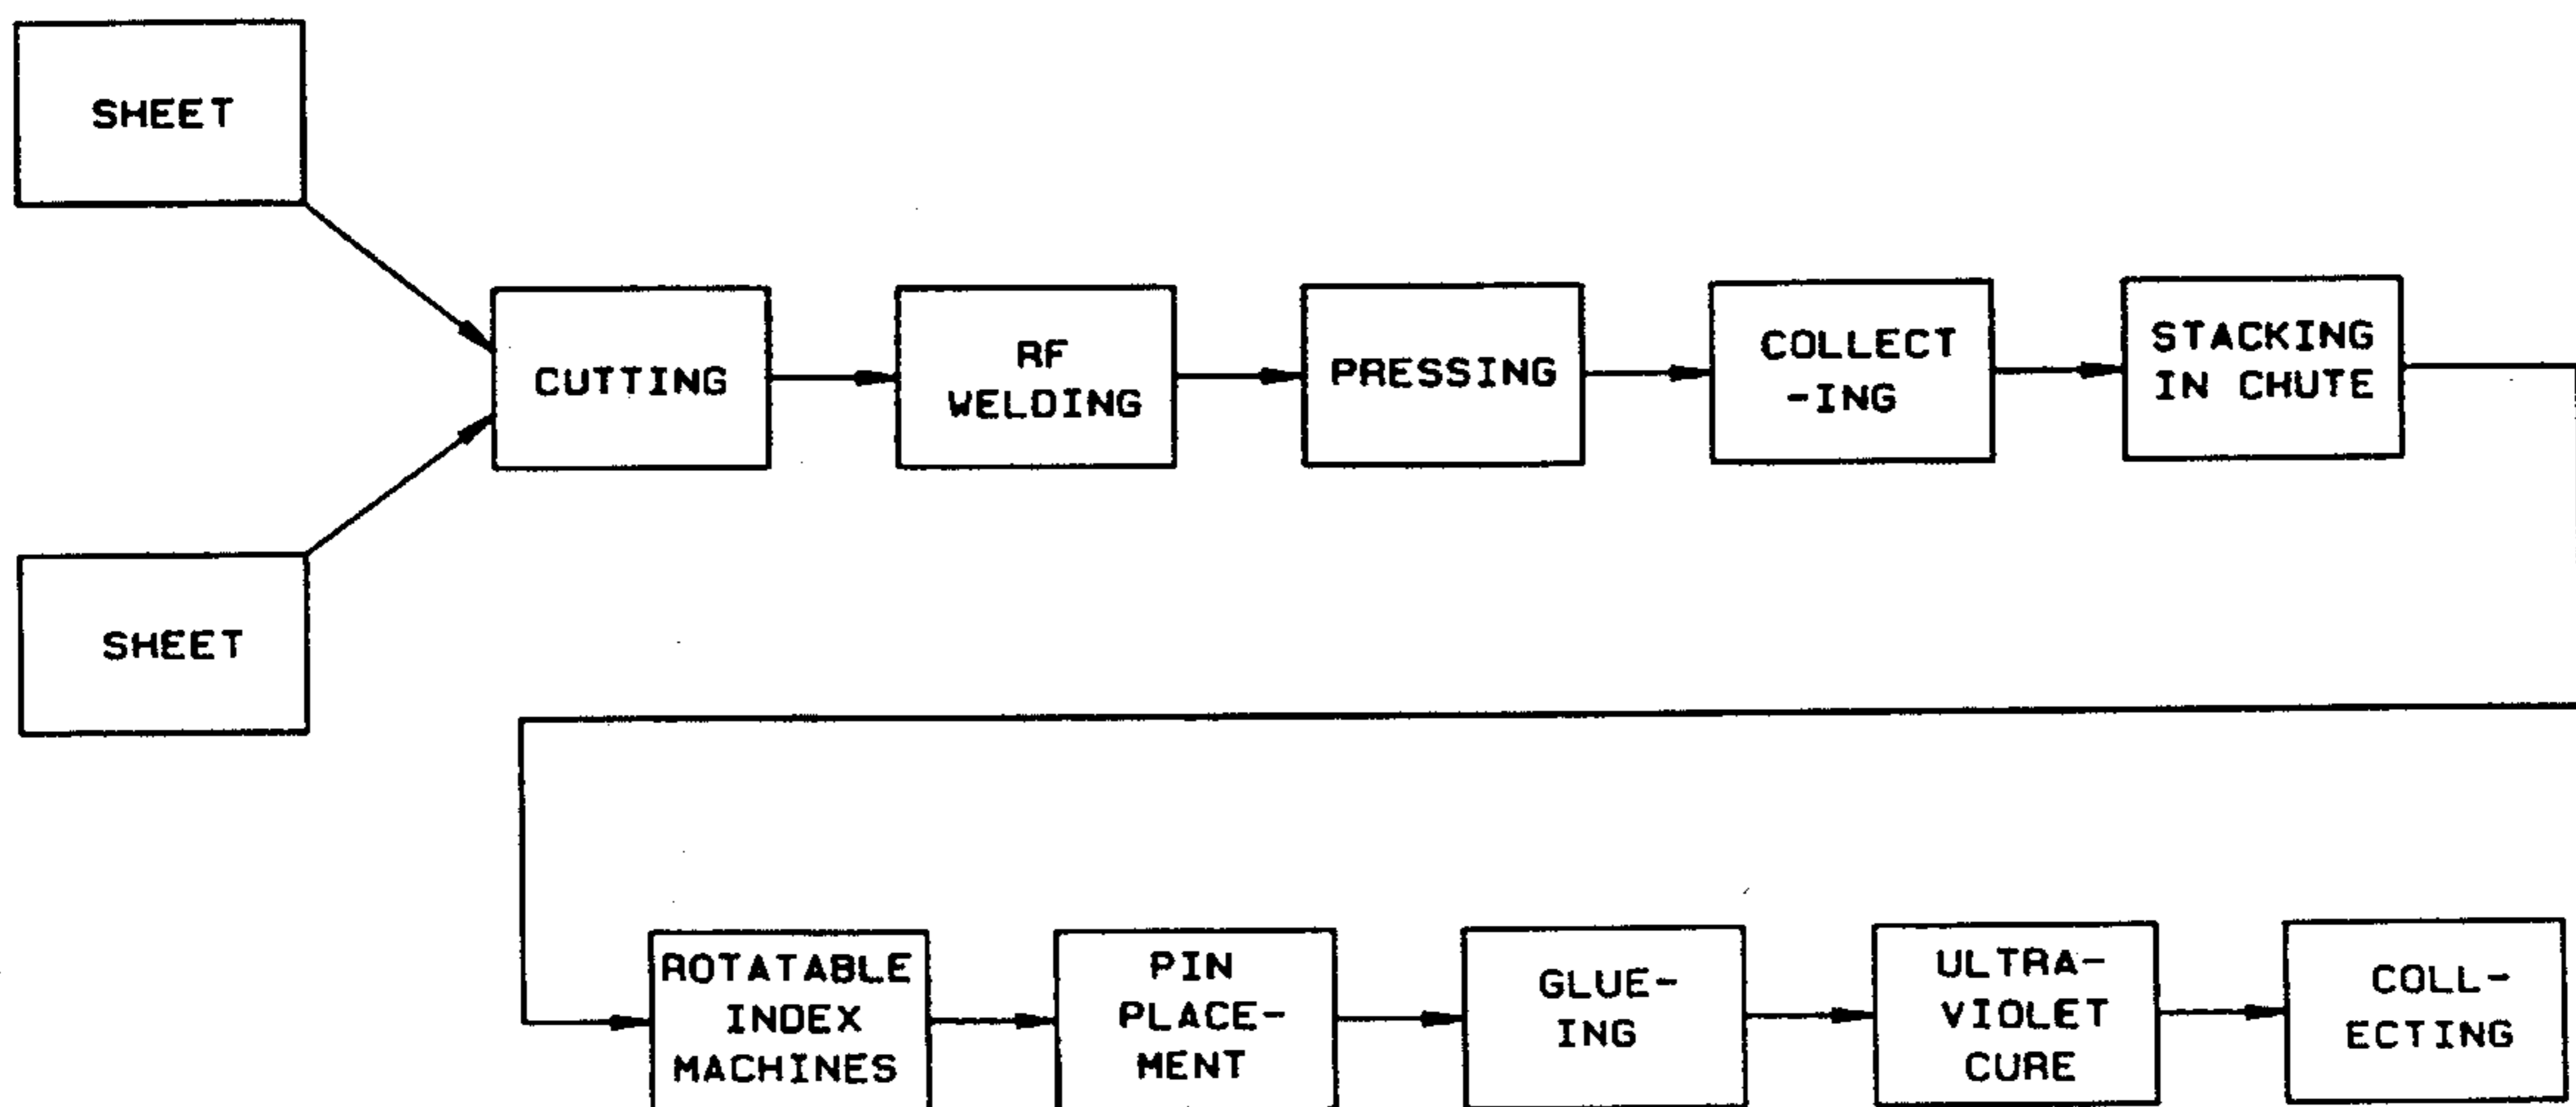 SHEET
CUTTING
RF
WELDING
PRESSING
COLLECT
-ING
STACKING
IN CHUTE
SHEET
ROTATABLE
INDEX
MACHINES
PIN
PLACE-
MENT
GLUE-
ING
ULTRA-
VIOLET
CURE
COLL-
ECTING